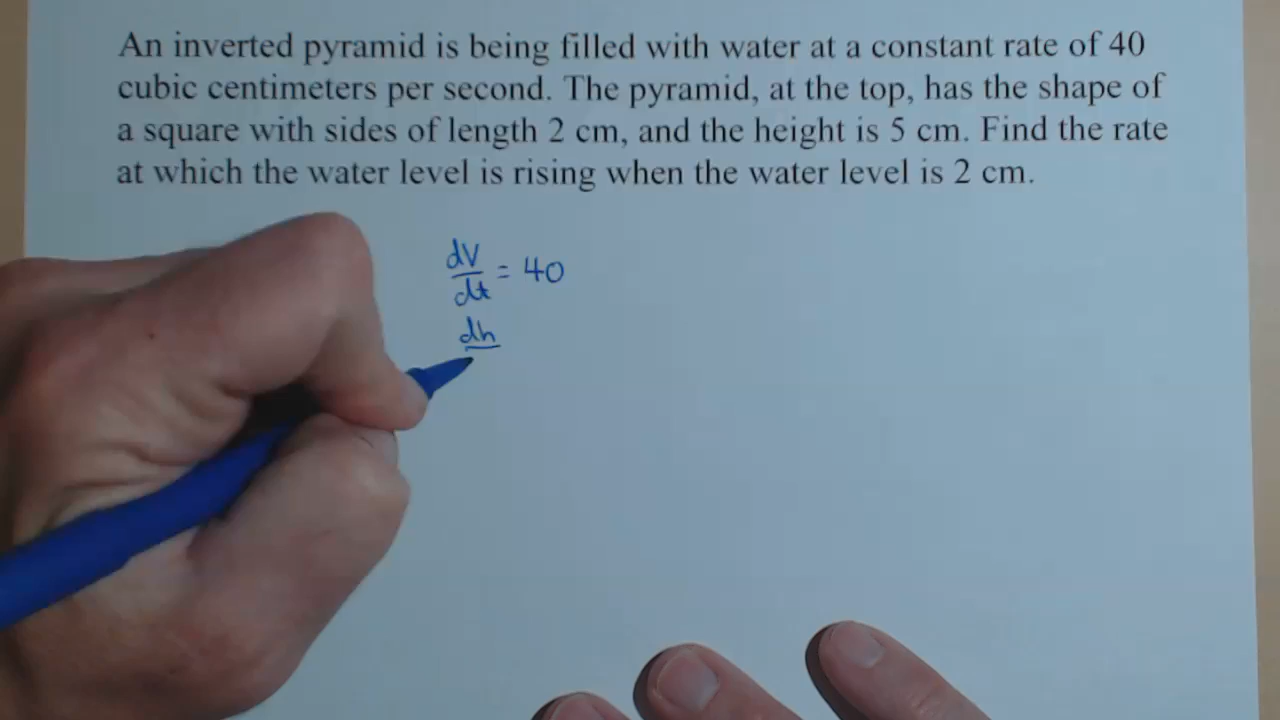 An inverted pyramid is being filled with water at a constant rate of 40
cubic centimeters per second. The pyramid, at the top, has the shape of
a square with sides of length 2 cm, and the height is 5 cm. Find the rate
at which the water level is rising when the water level is 2 cm.
dV/dt = 40
dh